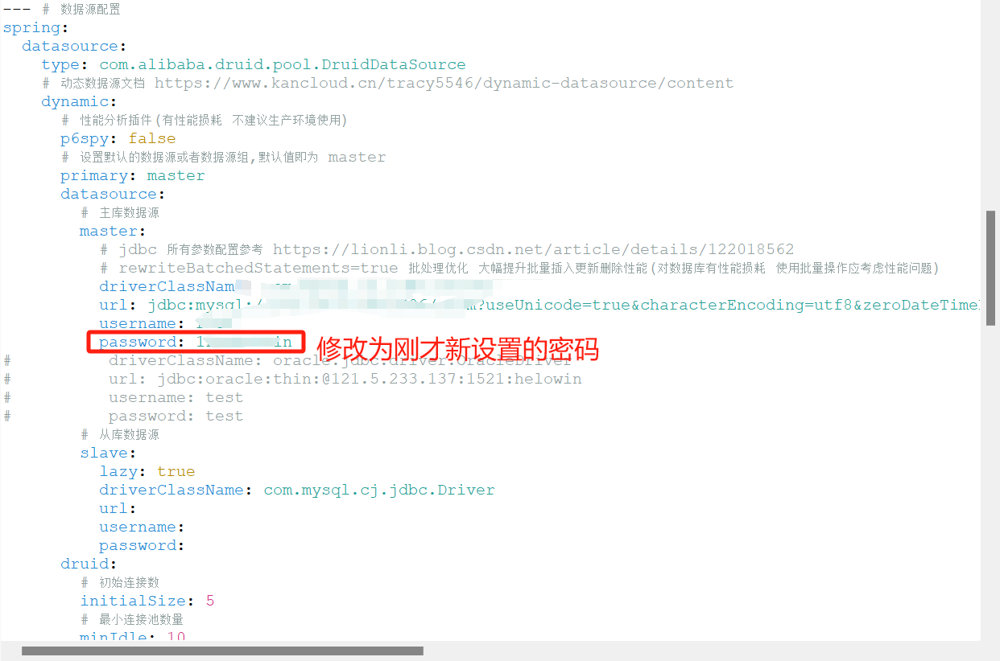 --- # 数据源配置
spring:
datasource:
type: com.alibaba.druid.pool.DruidDataSource
# 动态数据源文档 https://www.kancloud.cn/tracy5546/dynamic-datasource/content
dynamic:
# 性能分析插件(有性能损耗 不建议生产环境使用)
p6spy: false
# 设置默认的数据源或者数据源组,默认值即为 master
primary: master
datasource:
# 主库数据源
master:
# jdbc 所有参数配置参考 https://lionli.blog.csdn.net/article/details/122018562
# rewriteBatchedStatements=true 批处理优化 大幅提升批量插入更新删除性能(对数据库有性能损耗 使用批量操作应考虑性能问题)
driverClassNam
url: jdbc:mysql:/ m?useUnicode=true&characterEncoding=utf8&zeroDateTime
username:
password: 1 in 修改为刚才新设置的密码
# driverClassName: oracle.jdbc.driver.OracleDriver
# url: jdbc:oracle:thin:@121.5.233.137:1521:helowin
# username: test
# password: test
# 从库数据源
slave:
lazy: true
driverClassName: com.mysql.cj.jdbc.Driver
url:
username:
password:
druid:
# 初始连接数
initialSize: 5
# 最小连接池数量
minIdle: 10